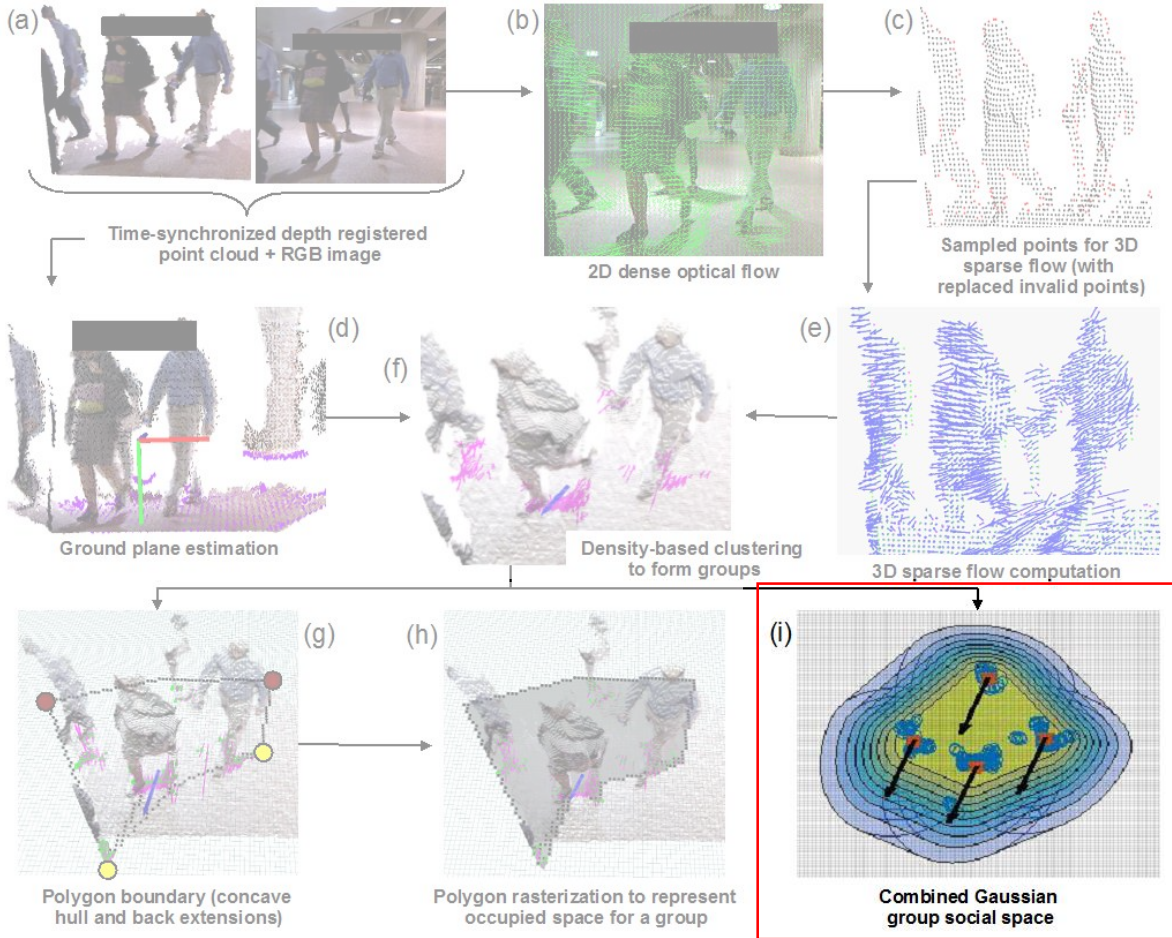 (a)
(b)
(c)
Time-synchronized depth registered
point cloud + RGB image
2D dense optical flow
Sampled points for 3D
sparse flow (with
replaced invalid points)
(d)
(f)
(e)
Ground plane estimation
Density-based clustering
to form groups
3D sparse flow computation
(g)
(h)
(i)
Polygon boundary (concave
hull and back extensions)
Polygon rasterization to represent
occupied space for a group
Combined Gaussian
group social space